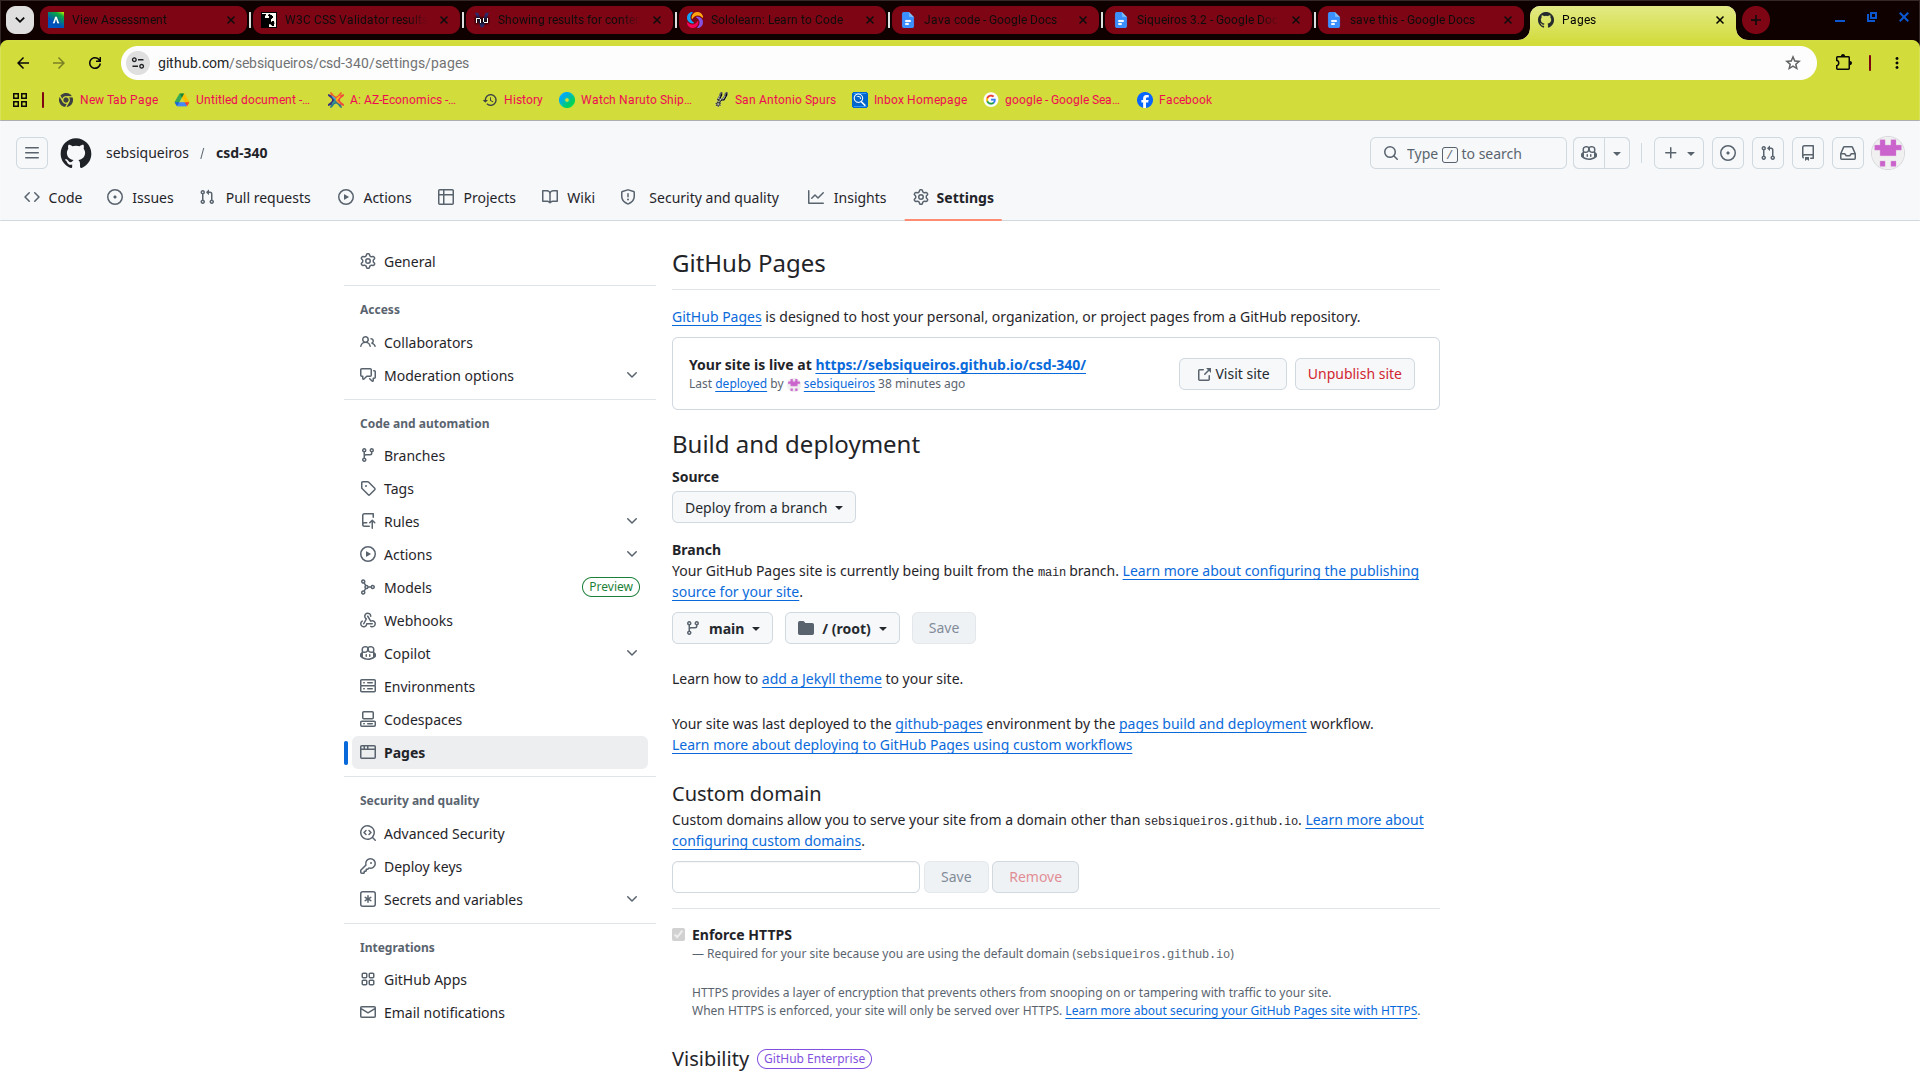 View Assessment
W3C CSS Validator results
Showing results for conten
Sololearn: Learn to Code
Java code - Google Docs
Siqueiros 3.2 - Google Doc
save this - Google Docs
Pages
github.com/sebsiqueiros/csd-340/settings/pages
New Tab Page
Untitled document -...
A: AZ-Economics -...
History
Watch Naruto Ship...
San Antonio Spurs
Inbox Homepage
google - Google Sea...
Facebook
sebsiqueiros / csd-340
Type / to search
Code
Issues
Pull requests
Actions
Projects
Wiki
Security and quality
Insights
Settings
General
Access
Collaborators
Moderation options
Code and automation
Branches
Tags
Rules
Actions
Models Preview
Webhooks
Copilot
Environments
Codespaces
Pages
Security and quality
Advanced Security
Deploy keys
Secrets and variables
Integrations
GitHub Apps
Email notifications
GitHub Pages
GitHub Pages is designed to host your personal, organization, or project pages from a GitHub repository.
Your site is live at https://sebsiqueiros.github.io/csd-340/
Last deployed by sebsiqueiros 38 minutes ago
Visit site
Unpublish site
Build and deployment
Source
Deploy from a branch
Branch
Your GitHub Pages site is currently being built from the main branch. Learn more about configuring the publishing
source for your site.
main
/ (root)
Save
Learn how to add a Jekyll theme to your site.
Your site was last deployed to the github-pages environment by the pages build and deployment workflow.
Learn more about deploying to GitHub Pages using custom workflows
Custom domain
Custom domains allow you to serve your site from a domain other than sebsiqueiros.github.io. Learn more about
configuring custom domains.
Save
Remove
Enforce HTTPS
— Required for your site because you are using the default domain (sebsiqueiros.github.io)
HTTPS provides a layer of encryption that prevents others from snooping on or tampering with traffic to your site.
When HTTPS is enforced, your site will only be served over HTTPS. Learn more about securing your GitHub Pages site with HTTPS.
Visibility GitHub Enterprise